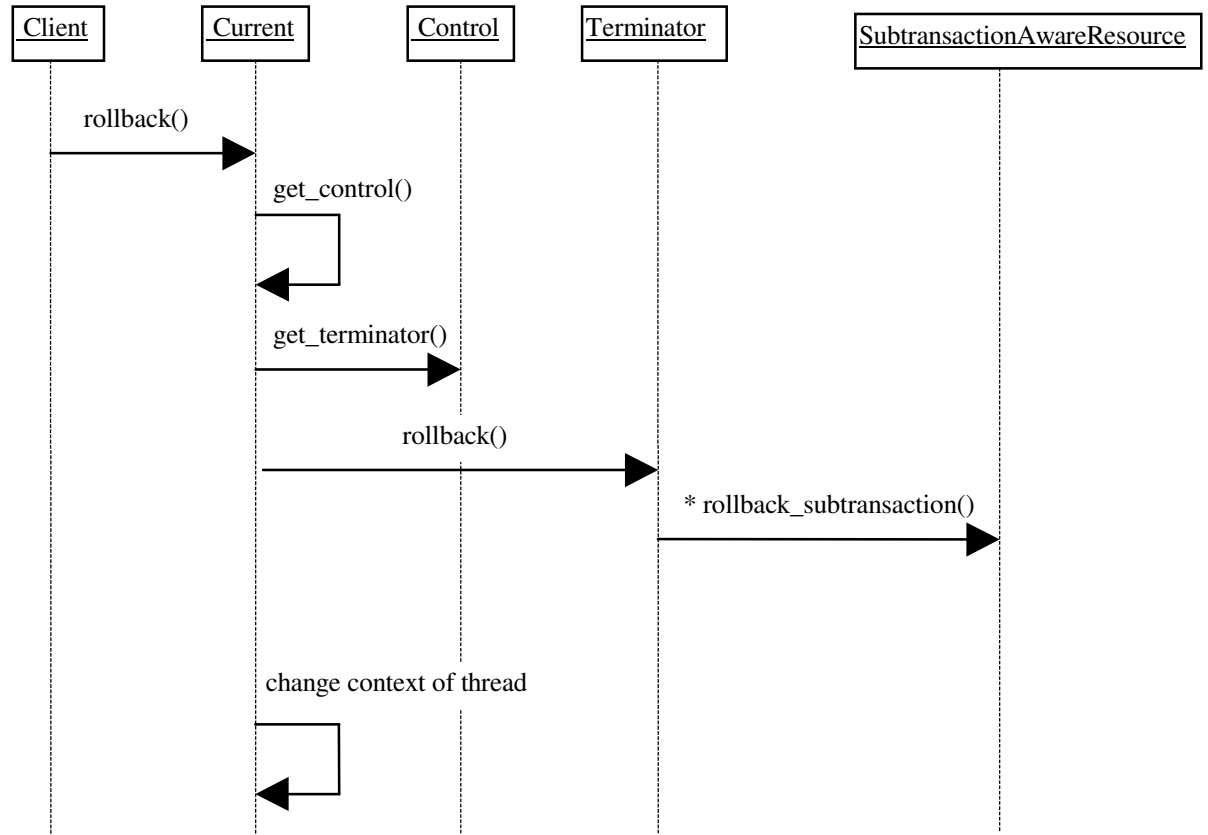 Client Current Control Terminator SubtransactionAwareResource
rollback()
get_control()
get_terminator()
rollback()
* rollback_subtransaction()
change context of thread